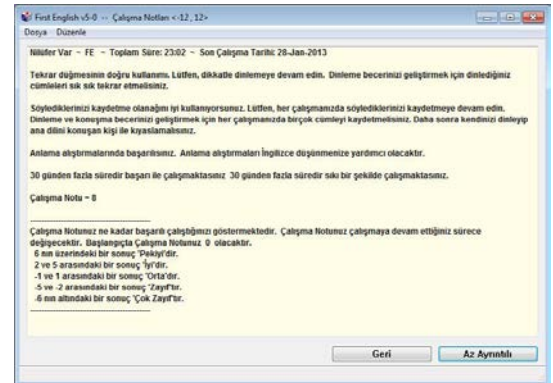 First English v5-0 -- Çalışma Notları <-12 , 12>
Dosya Düzenle
Nilüfer Var ~ FE ~ Toplam Süre: 23:02 ~ Son Çalışma Tarihi: 28-Jan-2013
Tekrar düğmesinin doğru kullanımı. Lütfen, dikkatle dinlemeye devam edin. Dinleme becerinizi geliştirmek için dinlediğiniz
cümleleri sık sık tekrar etmelisiniz.
Söylediklerinizi kaydetme olanağını iyi kullanıyorsunuz. Lütfen, her çalışmanızda söylediklerinizi kaydetmeye devam edin.
Dinleme ve konuşma becerinizi geliştirmek için her çalışmanızda birçok cümleyi kaydetmelisiniz. Daha sonra kendinizi dinleyip
ana dilini konuşan kişi ile kıyaslamalısınız.
Anlama alıştırmalarında başarılısınız. Anlama alıştırmaları İngilizce düşünmenize yardımcı olacaktır.
30 günden fazla süredir başarı ile çalışmaktasınız 30 günden fazla süredir sıkı bir şekilde çalışmaktasınız.
Çalışma Notu ~ 8
Çalışma Notunuz ne kadar başarılı çalıştığınızı göstermektedir. Çalışma Notunuz çalışmaya devam ettiğiniz sürece
değişecektir. Başlangıçta Çalışma Notunuz 0 olacaktır.
6 nın üzerindeki bir sonuç 'Pekiyi'dir.
2 ve 5 arasındaki bir sonuç 'İyi'dir.
-1 ve 1 arasındaki bir sonuç 'Orta'dır.
-5 ve -2 arasındaki bir sonuç 'Zayıf'tır.
-6 nın altındaki bir sonuç 'Çok Zayıf'tır.
Geri
Az Ayrıntılı